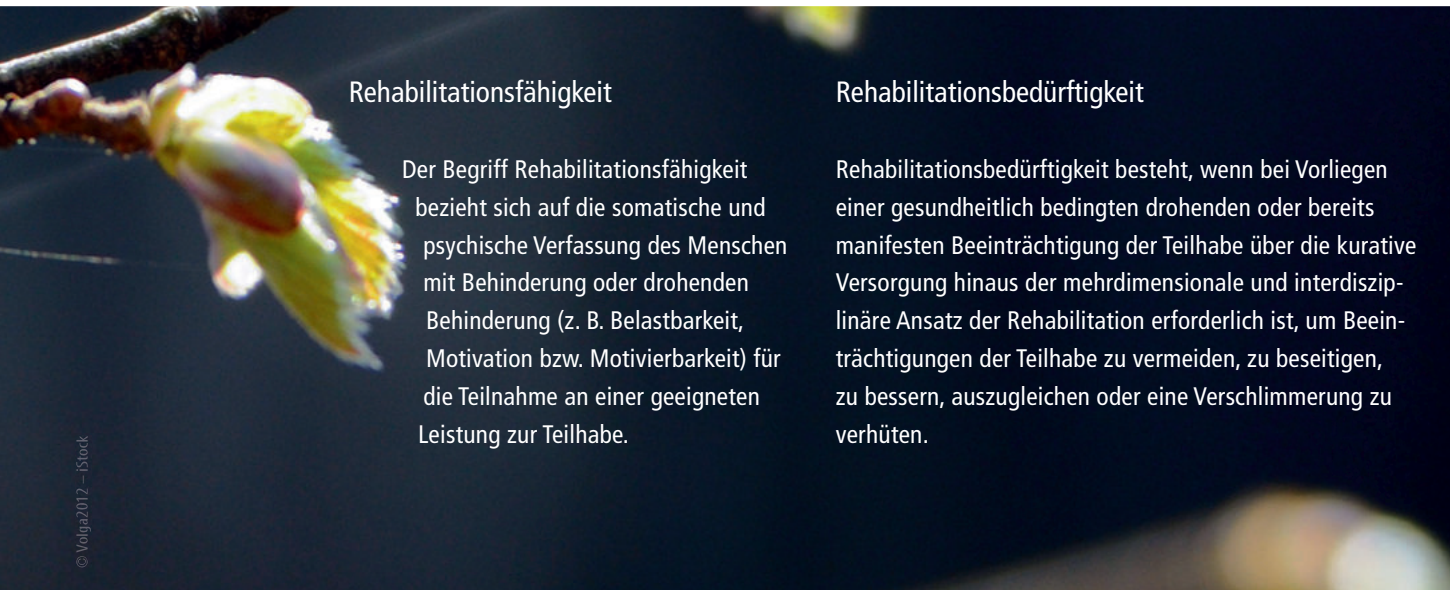 Rehabilitationsfähigkeit
Der Begriff Rehabilitationsfähigkeit
bezieht sich auf die somatische und
psychische Verfassung des Menschen
mit Behinderung oder drohenden
Behinderung (z. B. Belastbarkeit,
Motivation bzw. Motivierbarkeit) für
die Teilnahme an einer geeigneten
Leistung zur Teilhabe.
Rehabilitationsbedürftigkeit
Rehabilitationsbedürftigkeit besteht, wenn bei Vorliegen
einer gesundheitlich bedingten drohenden oder bereits
manifesten Beeinträchtigung der Teilhabe über die kurative
Versorgung hinaus der mehrdimensionale und interdiszip-
linäre Ansatz der Rehabilitation erforderlich ist, um Beein-
trächtigungen der Teilhabe zu vermeiden, zu beseitigen,
zu bessern, auszugleichen oder eine Verschlimmerung zu
verhüten.
© Volga2012 – iStock